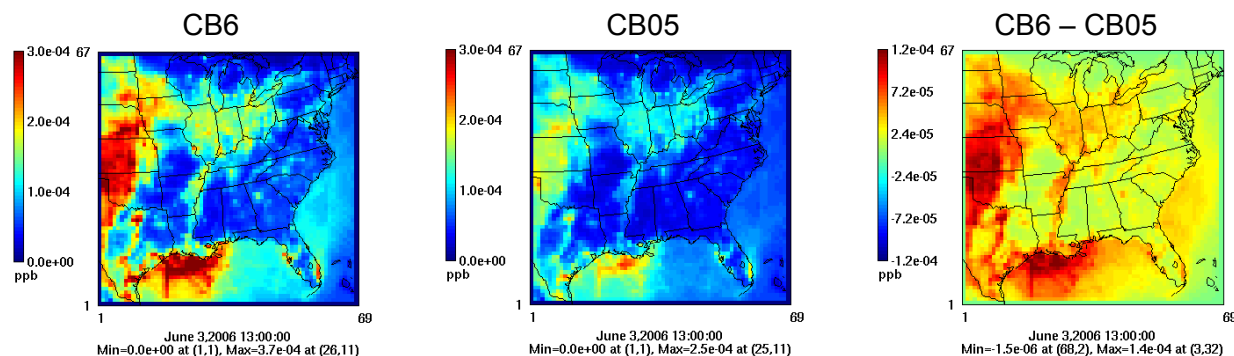 CB6
CB05
CB6 – CB05
3.0e-04 67
2.0e-04
1.0e-04
0.0e+00
ppb
1
1 69
June 3,2006 13:00:00
Min=0.0e+00 at (1,1), Max=3.7e-04 at (26,11)
3.0e-04 67
2.0e-04
1.0e-04
0.0e+00
ppb
1
1 69
June 3,2006 13:00:00
Min=0.0e+00 at (1,1), Max=2.5e-04 at (25,11)
1.2e-04 67
7.2e-05
2.4e-05
-2.4e-05
-7.2e-05
-1.2e-04
ppb
1
1 69
June 3,2006 13:00:00
Min=-1.5e-06 at (68,2), Max=1.4e-04 at (3,32)